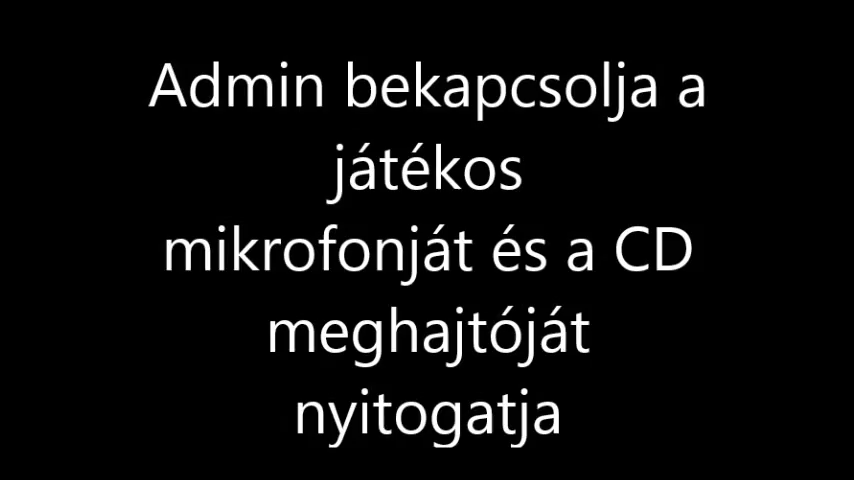 Admin bekapcsolja a
játékos
mikrofonját és a CD
meghajtóját
nyitogatja